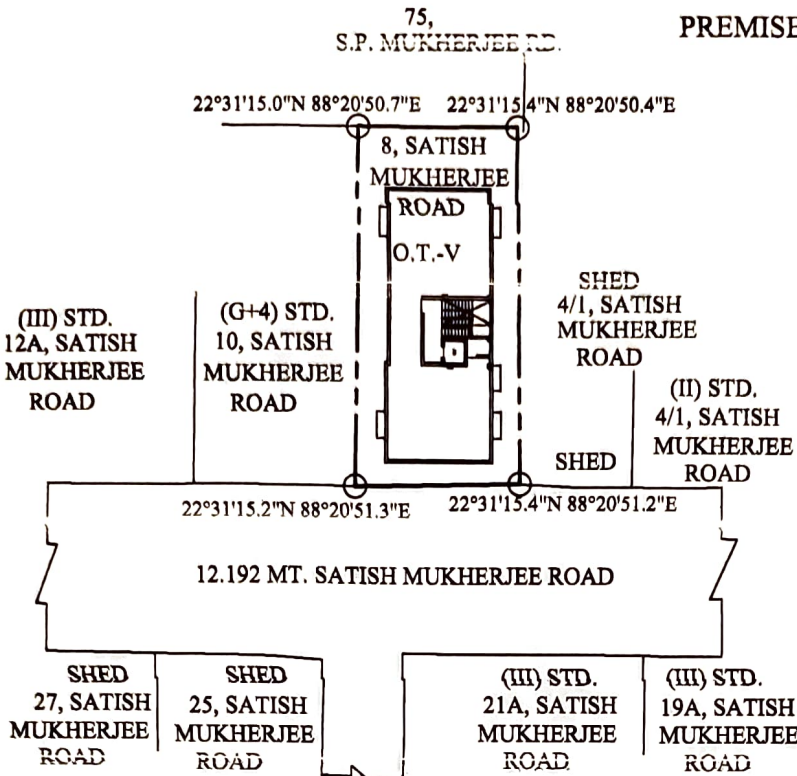 75,
S.P. MUKHERJEE RD.
PREMISE
22°31'15.0"N 88°20'50.7"E
22°31'15.4"N 88°20'50.4"E
8, SATISH
MUKHERJEE
ROAD
O.T.-V
(III) STD.
12A, SATISH
MUKHERJEE
ROAD
(G+4) STD.
10, SATISH
MUKHERJEE
ROAD
SHED
4/1, SATISH
MUKHERJEE
ROAD
(II) STD.
4/1, SATISH
MUKHERJEE
ROAD
SHED
22°31'15.2"N 88°20'51.3"E
22°31'15.4"N 88°20'51.2"E
12.192 MT. SATISH MUKHERJEE ROAD
SHED
27, SATISH
MUKHERJEE
ROAD
SHED
25, SATISH
MUKHERJEE
ROAD
(III) STD.
21A, SATISH
MUKHERJEE
ROAD
(III) STD.
19A, SATISH
MUKHERJEE
ROAD